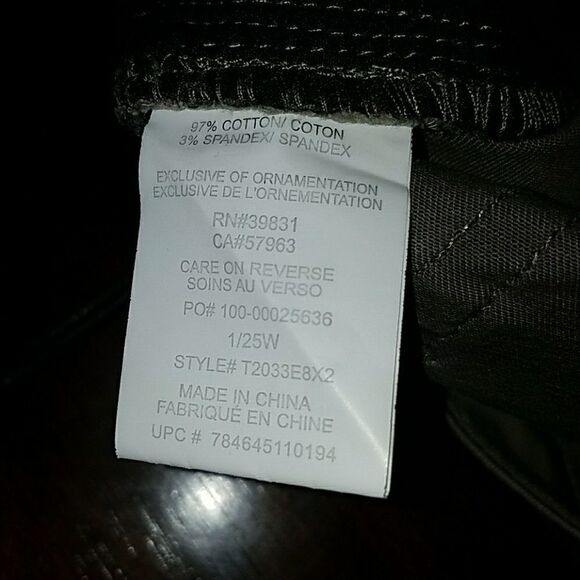 97% COTTON/ COTON
3% SPANDEX/ SPANDEX
EXCLUSIVE OF ORNAMENTATION
EXCLUSIVE DE L'ORNEMENTATION
RN#39831
CA#57963
CARE ON REVERSE
SOINS AU VERSO
PO# 100-00025636
1/25W
STYLE# T2033E8X2
MADE IN CHINA
FABRIQUÉ EN CHINE
UPC # 784645110194